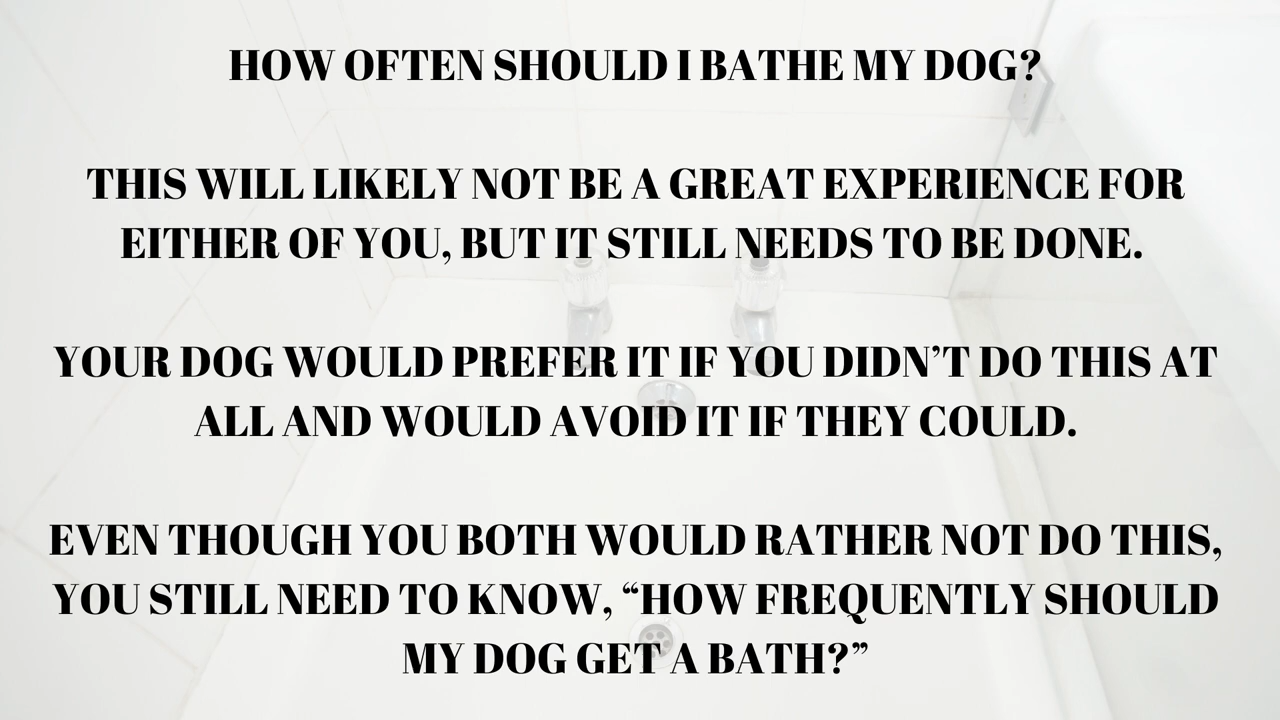 HOW OFTEN SHOULD I BATHE MY DOG?
THIS WILL LIKELY NOT BE A GREAT EXPERIENCE FOR
EITHER OF YOU, BUT IT STILL NEEDS TO BE DONE.
YOUR DOG WOULD PREFER IT IF YOU DIDN’T DO THIS AT
ALL AND WOULD AVOID IT IF THEY COULD.
EVEN THOUGH YOU BOTH WOULD RATHER NOT DO THIS,
YOU STILL NEED TO KNOW, “HOW FREQUENTLY SHOULD
MY DOG GET A BATH?”